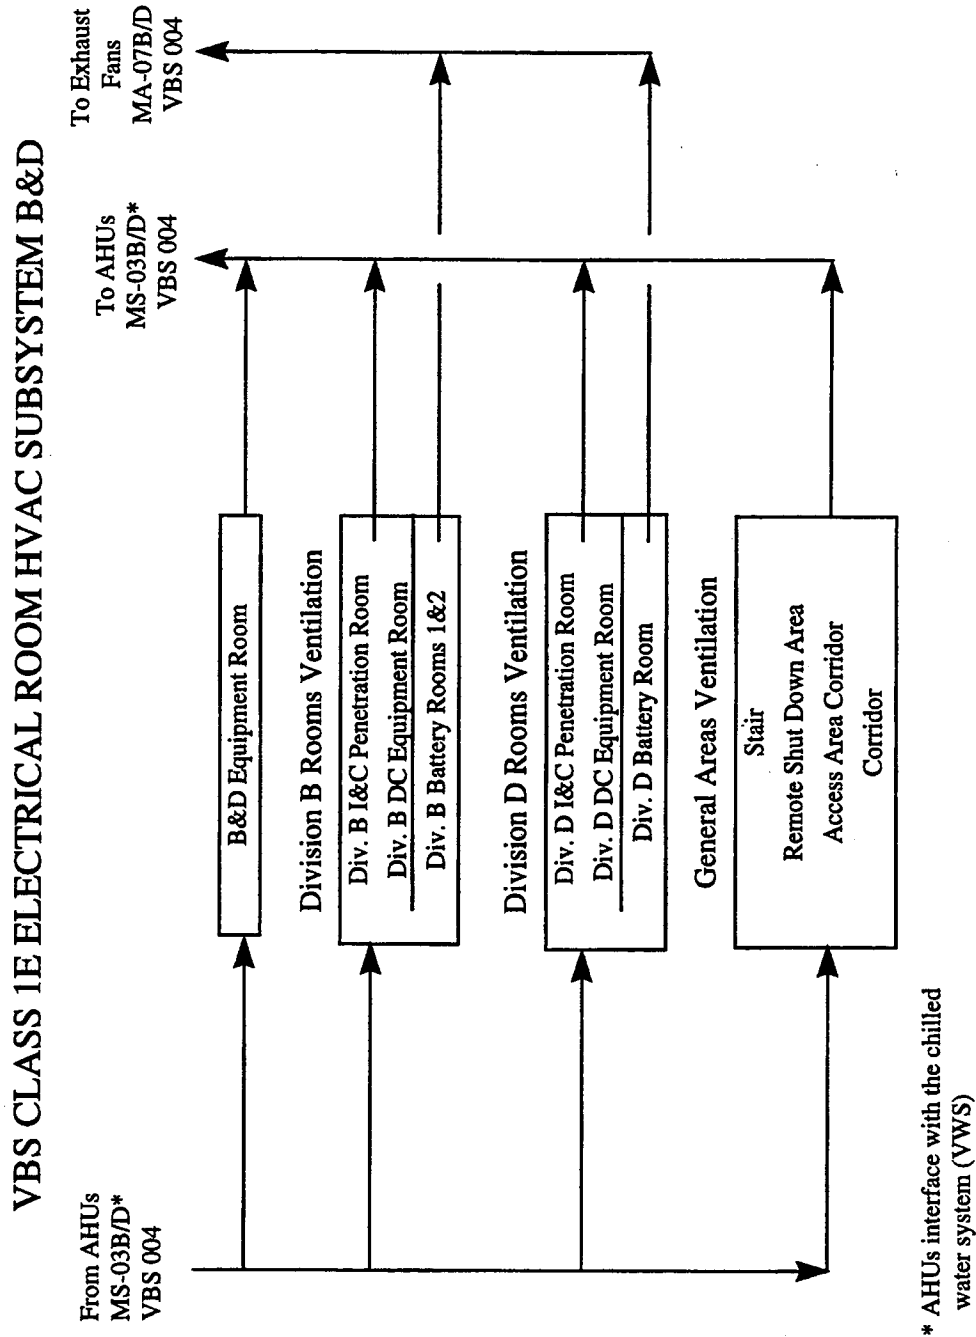 VBS CLASS 1E ELECTRICAL ROOM HVAC SUBSYSTEM B&D
From AHUs
MS-03B/D*
VBS 004
To AHUs
MS-03B/D*
VBS 004
To Exhaust
Fans
MA-07B/D
VBS 004
B&D Equipment Room
Division B Rooms Ventilation
Div. B I&C Penetration Room
Div. B DC Equipment Room
Div. B Battery Rooms 1&2
Division D Rooms Ventilation
Div. D I&C Penetration Room
Div. D DC Equipment Room
Div. D Battery Room
General Areas Ventilation
Stair
Remote Shut Down Area
Access Area Corridor
Corridor
* AHUs interface with the chilled
water system (VWS)